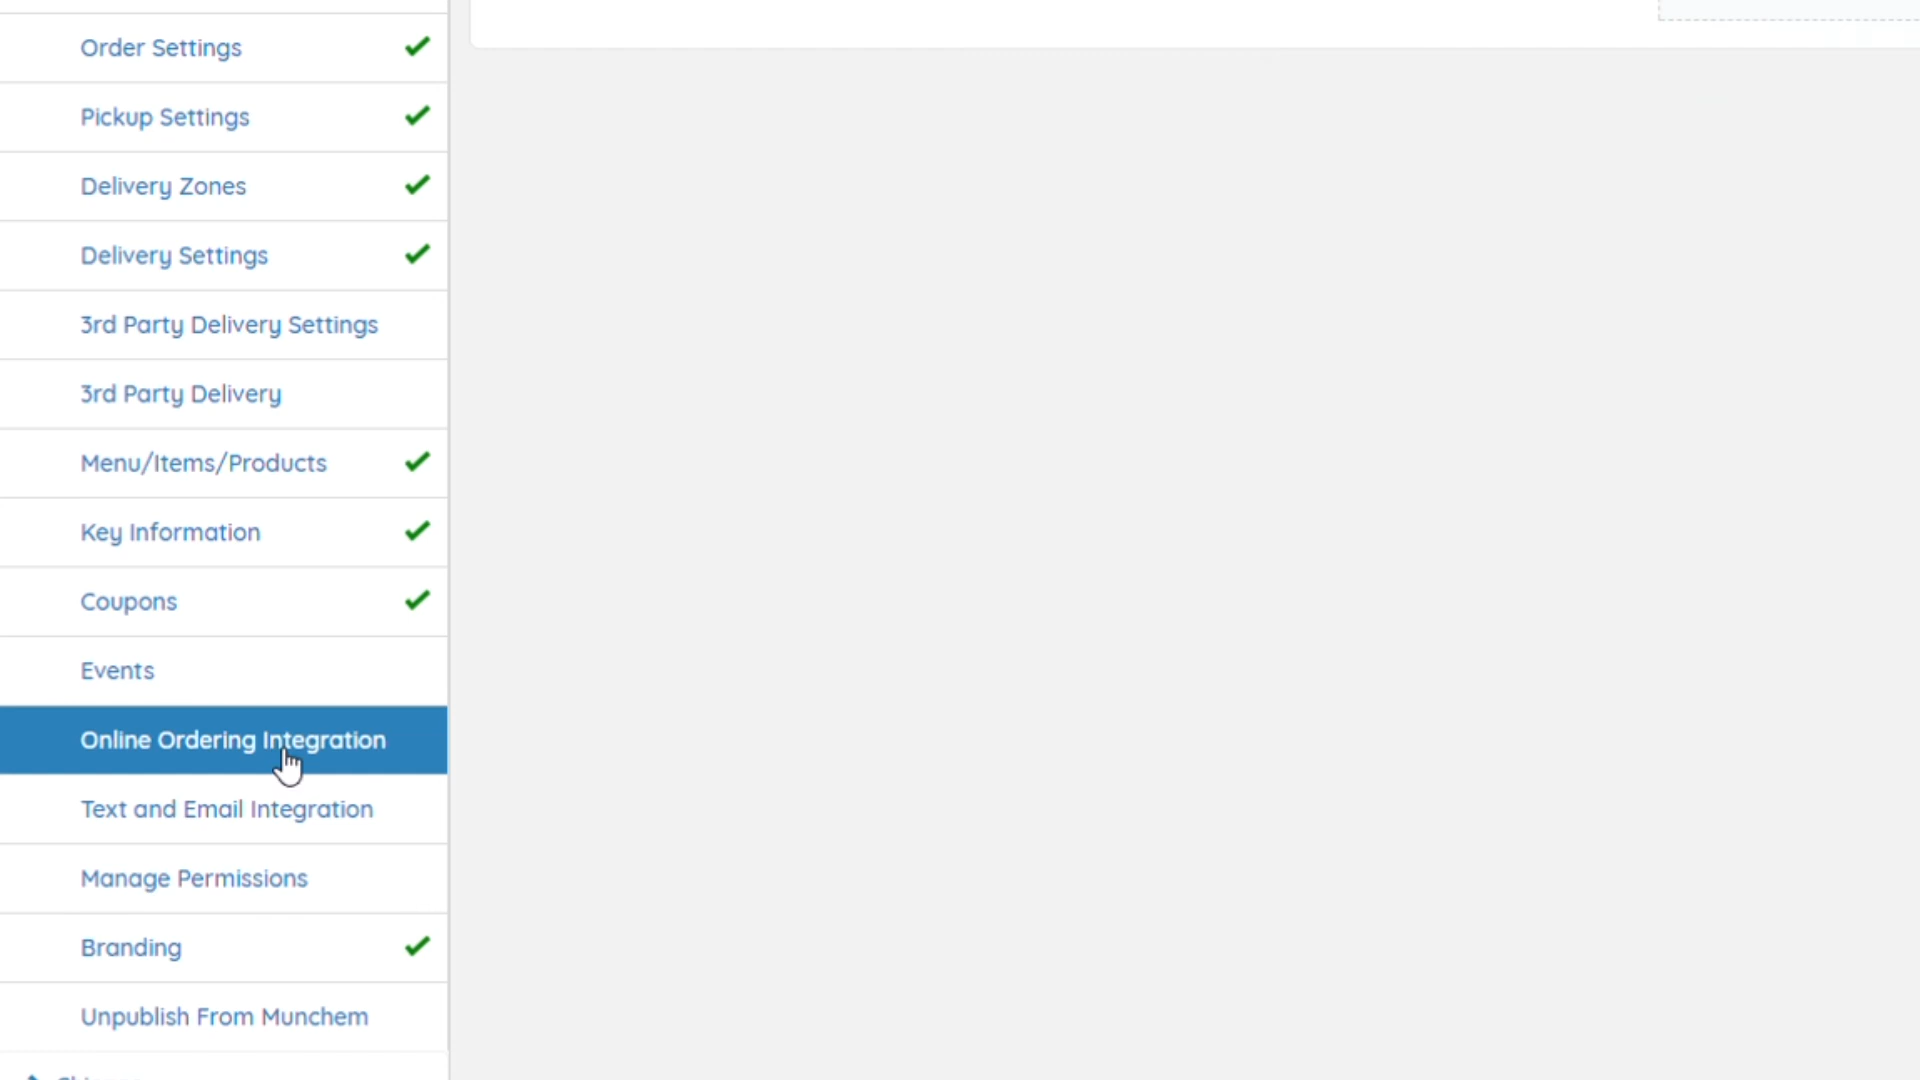 Order Settings
Pickup Settings
Delivery Zones
Delivery Settings
3rd Party Delivery Settings
3rd Party Delivery
Menu/Items/Products
Key Information
Coupons
Events
Online Ordering Integration
Text and Email Integration
Manage Permissions
Branding
Unpublish From Munchem